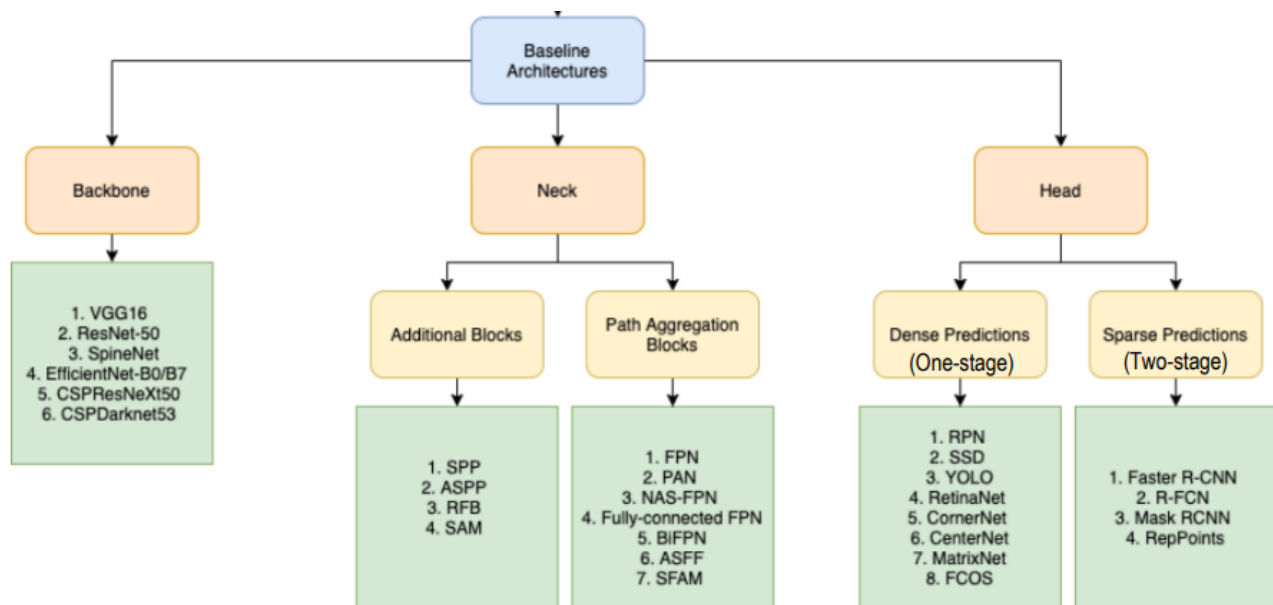 Baseline
Architectures
Backbone
Neck
Head
1. VGG16
2. ResNet-50
3. SpineNet
4. EfficientNet-B0/B7
5. CSPResNeXt50
6. CSPDarknet53
Additional Blocks
Path Aggregation
Blocks
Dense Predictions
(One-stage)
Sparse Predictions
(Two-stage)
1. SPP
2. ASPP
3. RFB
4. SAM
1. FPN
2. PAN
3. NAS-FPN
4. Fully-connected FPN
5. BiFPN
6. ASFF
7. SFAM
1. RPN
2. SSD
3. YOLO
4. RetinaNet
5. CornerNet
6. CenterNet
7. MatrixNet
8. FCOS
1. Faster R-CNN
2. R-FCN
3. Mask RCNN
4. RepPoints